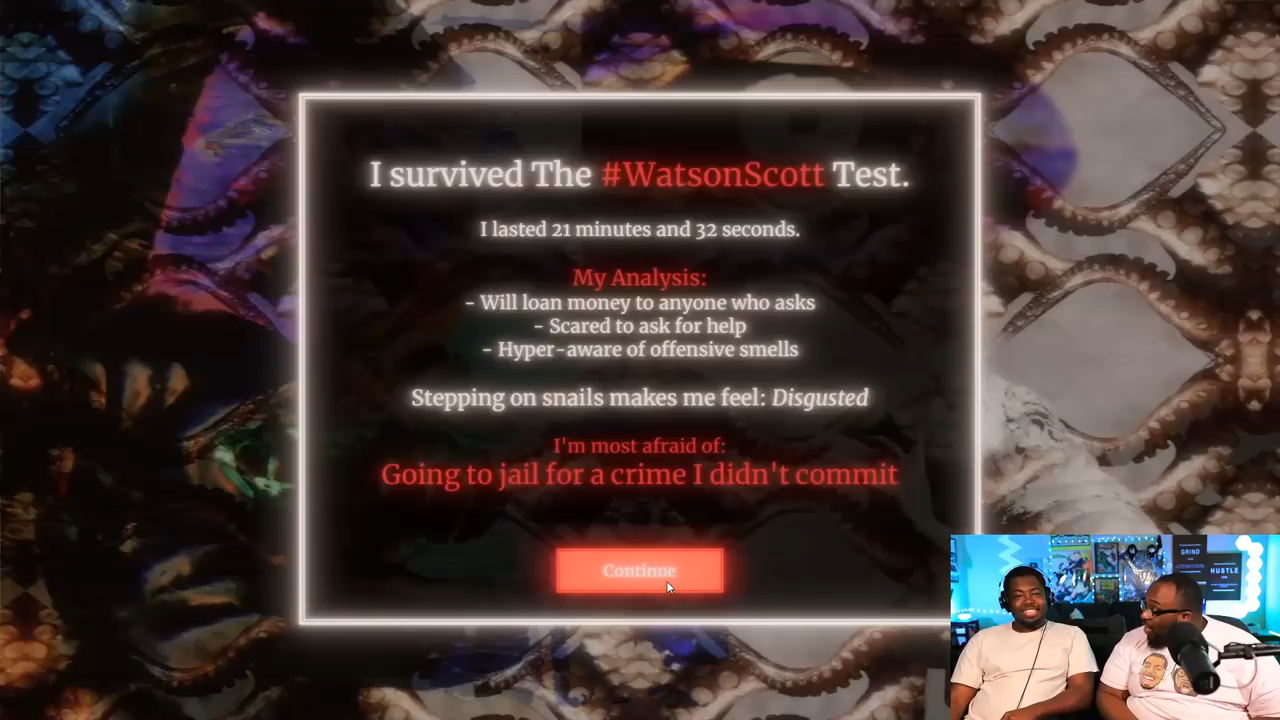 I survived The #WatsonScott Test.
I lasted 21 minutes and 32 seconds.
My Analysis:
- Will loan money to anyone who asks
- Scared to ask for help
- Hyper-aware of offensive smells
Stepping on snails makes me feel: Disgusted
I'm most afraid of:
Going to jail for a crime I didn't commit
Continue
GRIND
HUSTLE